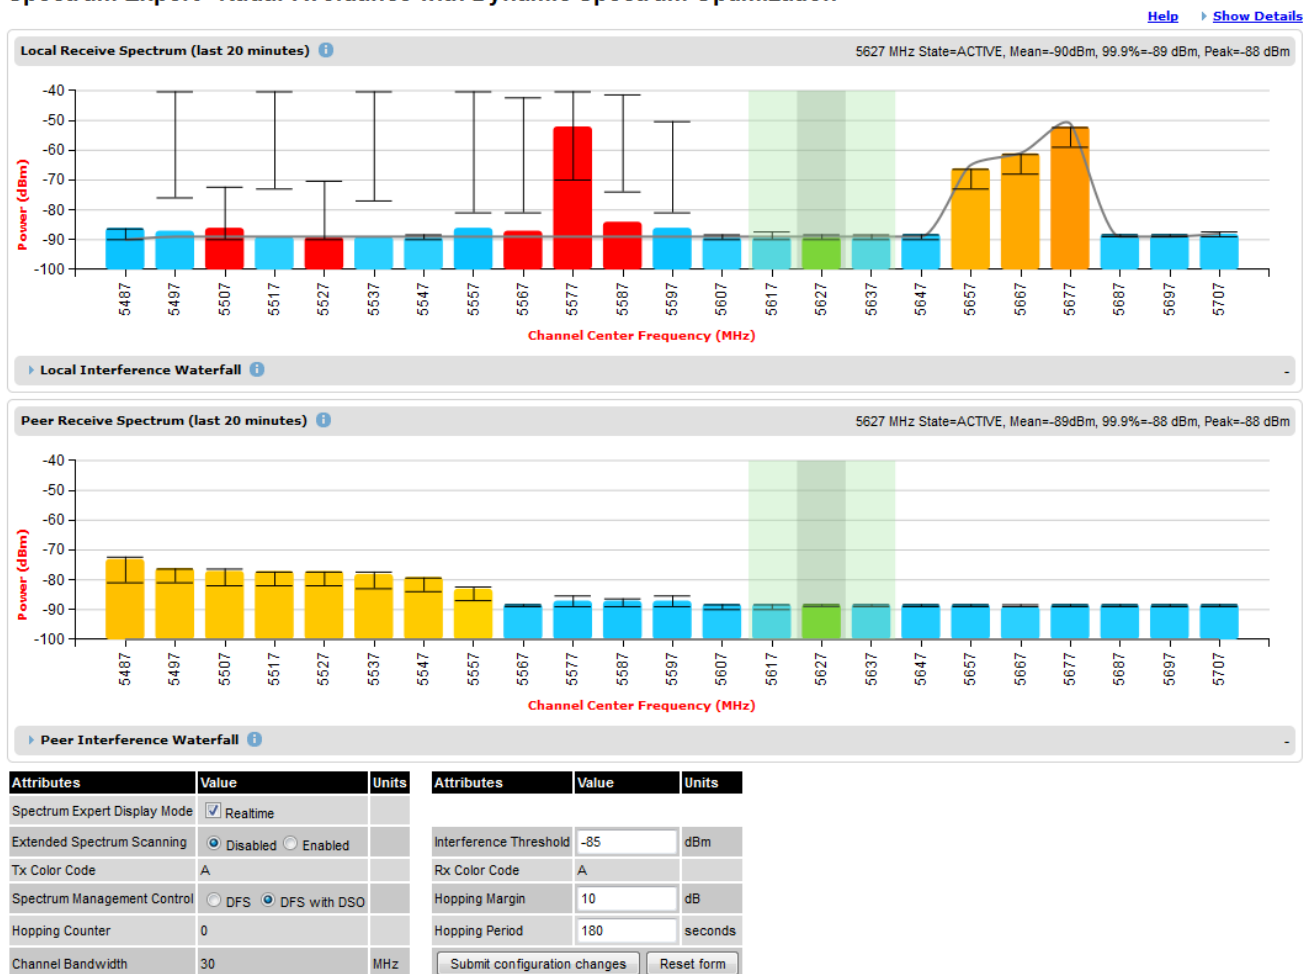 Spectrum Expert - Radar Avoidance with Dynamic Spectrum Optimization
Help Show Details
Local Receive Spectrum (last 20 minutes) 5627 MHz State=ACTIVE, Mean=-90dBm, 99.9%=-89 dBm, Peak=-88 dBm
Power (dBm)
-40
-50
-60
-70
-80
-90
-100
5487 5497 5507 5517 5527 5537 5547 5557 5567 5577 5587 5597 5607 5617 5627 5637 5647 5657 5667 5677 5687 5697 5707
Channel Center Frequency (MHz)
Local Interference Waterfall -
Peer Receive Spectrum (last 20 minutes) 5627 MHz State=ACTIVE, Mean=-89dBm, 99.9%=-88 dBm, Peak=-88 dBm
Power (dBm)
-40
-50
-60
-70
-80
-90
-100
5487 5497 5507 5517 5527 5537 5547 5557 5567 5577 5587 5597 5607 5617 5627 5637 5647 5657 5667 5677 5687 5697 5707
Channel Center Frequency (MHz)
Peer Interference Waterfall -
Attributes Value Units Attributes Value Units
Spectrum Expert Display Mode Realtime
Extended Spectrum Scanning Disabled Enabled Interference Threshold -85 dBm
Tx Color Code A Rx Color Code A
Spectrum Management Control DFS DFS with DSO Hopping Margin 10 dB
Hopping Counter 0 Hopping Period 180 seconds
Channel Bandwidth 30 MHz Submit configuration changes Reset form